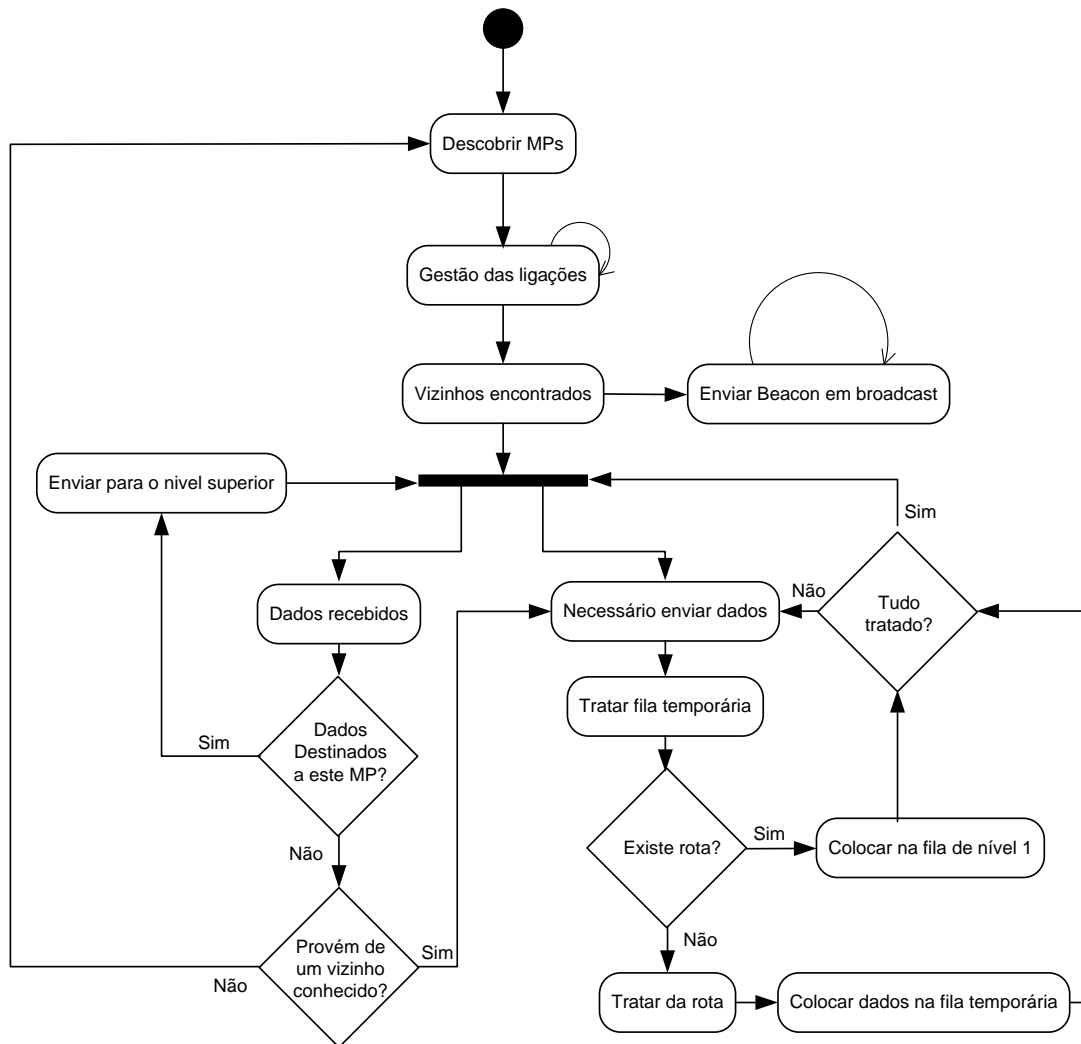 Descobrir MPs
Gestão das ligações
Vizinhos encontrados
Enviar Beacon em broadcast
Enviar para o nivel superior
Sim
Dados recebidos
Necessário enviar dados
Não
Tudo
tratado?
Tratar fila temporária
Sim
Dados
Destinados
a este MP?
Existe rota?
Sim
Colocar na fila de nível 1
Não
Não
Provém de
um vizinho
conhecido?
Sim
Não
Tratar da rota
Colocar dados na fila temporária